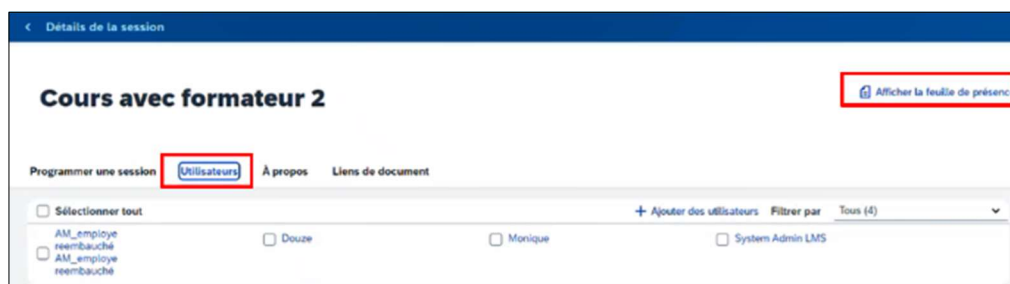 < Détails de la session
Cours avec formateur 2
Afficher la feuille de présenc
Programmer une session Utilisateurs À propos Liens de document
Sélectionner tout + Ajouter des utilisateurs Filtrer par Tous (4)
AM_employe
reembauché
AM_employe
reembauché
Douze
Monique
System Admin LMS